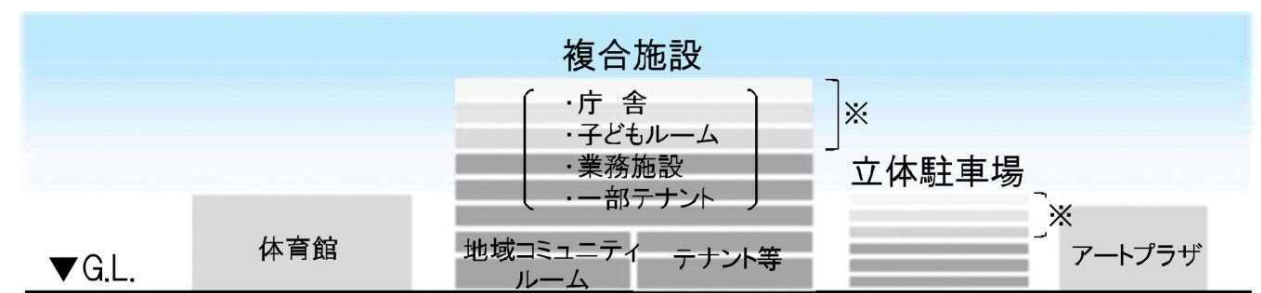 複合施設
・庁 舎
・子どもルーム
・業務施設
・一部テナント
※
立体駐車場
※
体育館
地域コミュニティ
ルーム
テナント等
アートプラザ
▼G.L.